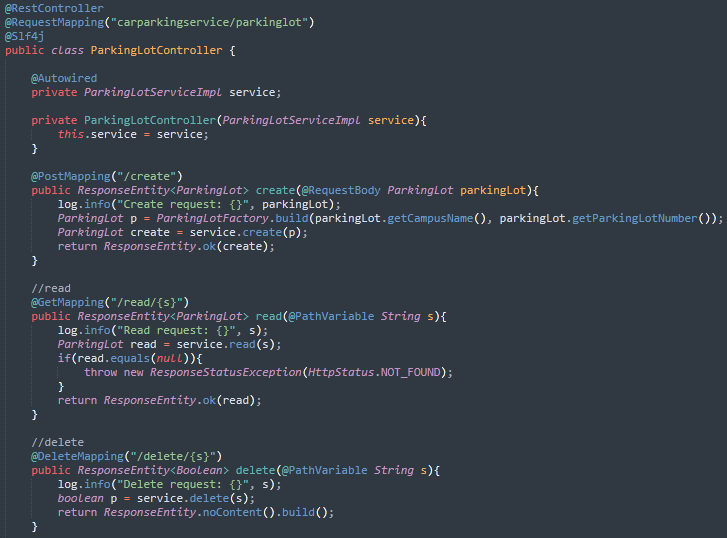 @RestController
@RequestMapping("carparkingservice/parkinglot")
@Slf4j
public class ParkingLotController {
@Autowired
private ParkingLotServiceImpl service;
private ParkingLotController(ParkingLotServiceImpl service){
this.service = service;
}
@PostMapping("/create")
public ResponseEntity<ParkingLot> create(@RequestBody ParkingLot parkingLot){
log.info("Create request: {}", parkingLot);
ParkingLot p = ParkingLotFactory.build(parkingLot.getCampusName(), parkingLot.getParkingLotNumber());
ParkingLot create = service.create(p);
return ResponseEntity.ok(create);
}
//read
@GetMapping("/read/{s}")
public ResponseEntity<ParkingLot> read(@PathVariable String s){
log.info("Read request: {}", s);
ParkingLot read = service.read(s);
if(read.equals(null)){
throw new ResponseStatusException(HttpStatus.NOT_FOUND);
}
return ResponseEntity.ok(read);
}
//delete
@DeleteMapping("/delete/{s}")
public ResponseEntity<Boolean> delete(@PathVariable String s){
log.info("Delete request: {}", s);
boolean p = service.delete(s);
return ResponseEntity.noContent().build();
}